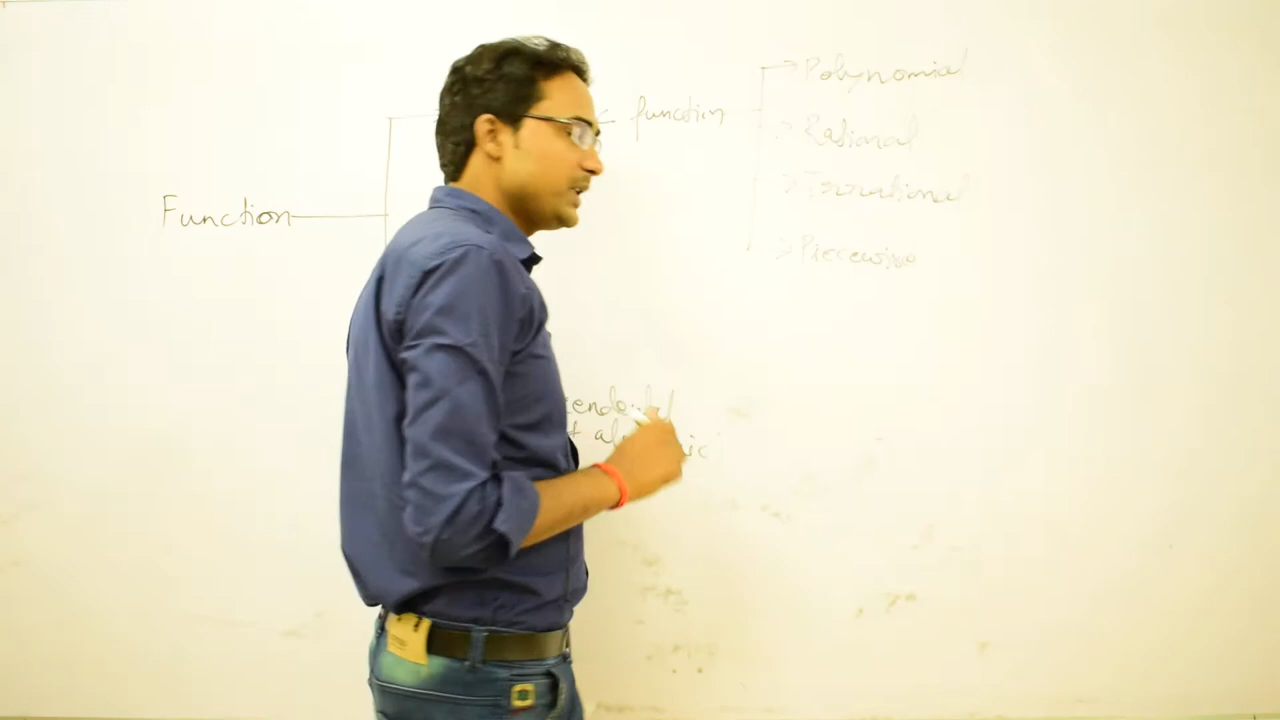 Polynomial
function
Rational
Irrational
Function
Piecewise